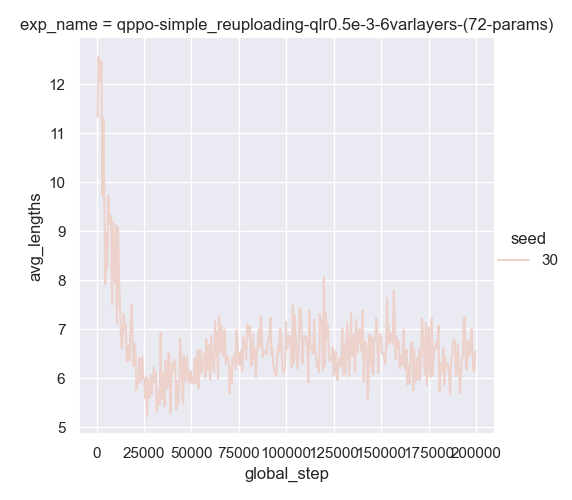 exp_name = qppo-simple_reuploading-qlr0.5e-3-6varlayers-(72-params)
12
11
10
9
8
7
6
5
avg_lengths
0 25000 50000 75000 100000 125000 150000 175000 200000
global_step
seed
30